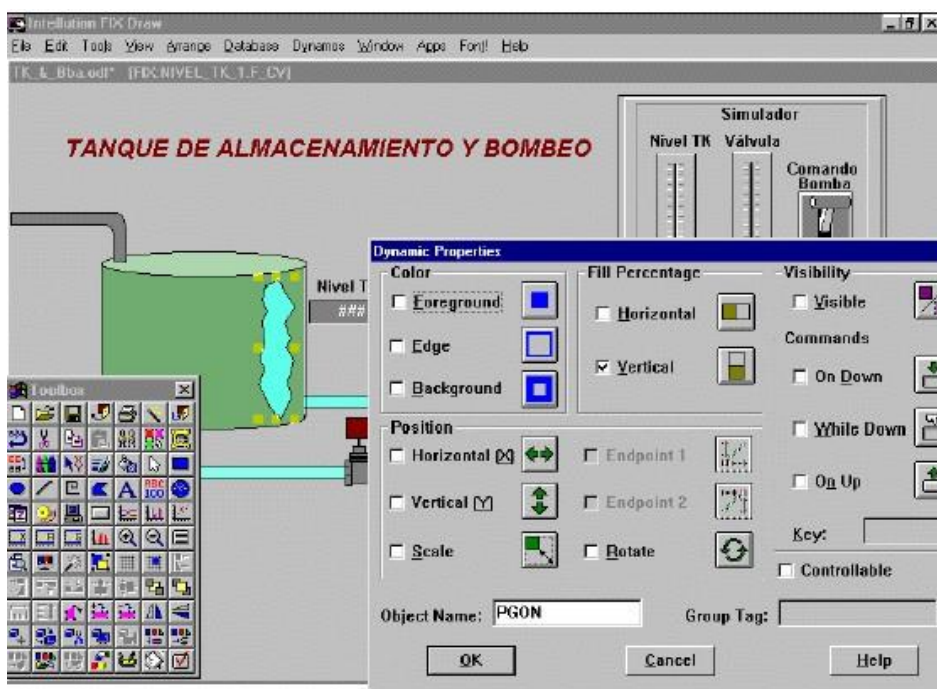 Intellution FIX Draw
File Edit Tools View Arrange Database Dynamos Window Apps Font! Help
TK_&_Bba.odf* [FIX:NIVEL_TK_1.F_CV]
TANQUE DE ALMACENAMIENTO Y BOMBEO
Simulador
Nivel TK Válvula
Comando
Bomba
Nivel T
###
Dynamic Properties
Color
Foreground
Edge
Background
Fill Percentage
Horizontal
Vertical
Visibility
Visible
Commands
On Down
While Down
On Up
Key:
Controllable
Position
Horizontal (X)
Vertical (Y)
Scale
Endpoint 1
Endpoint 2
Rotate
Object Name: PGON
Group Tag:
OK Cancel Help
Toolbox
A ABC
100